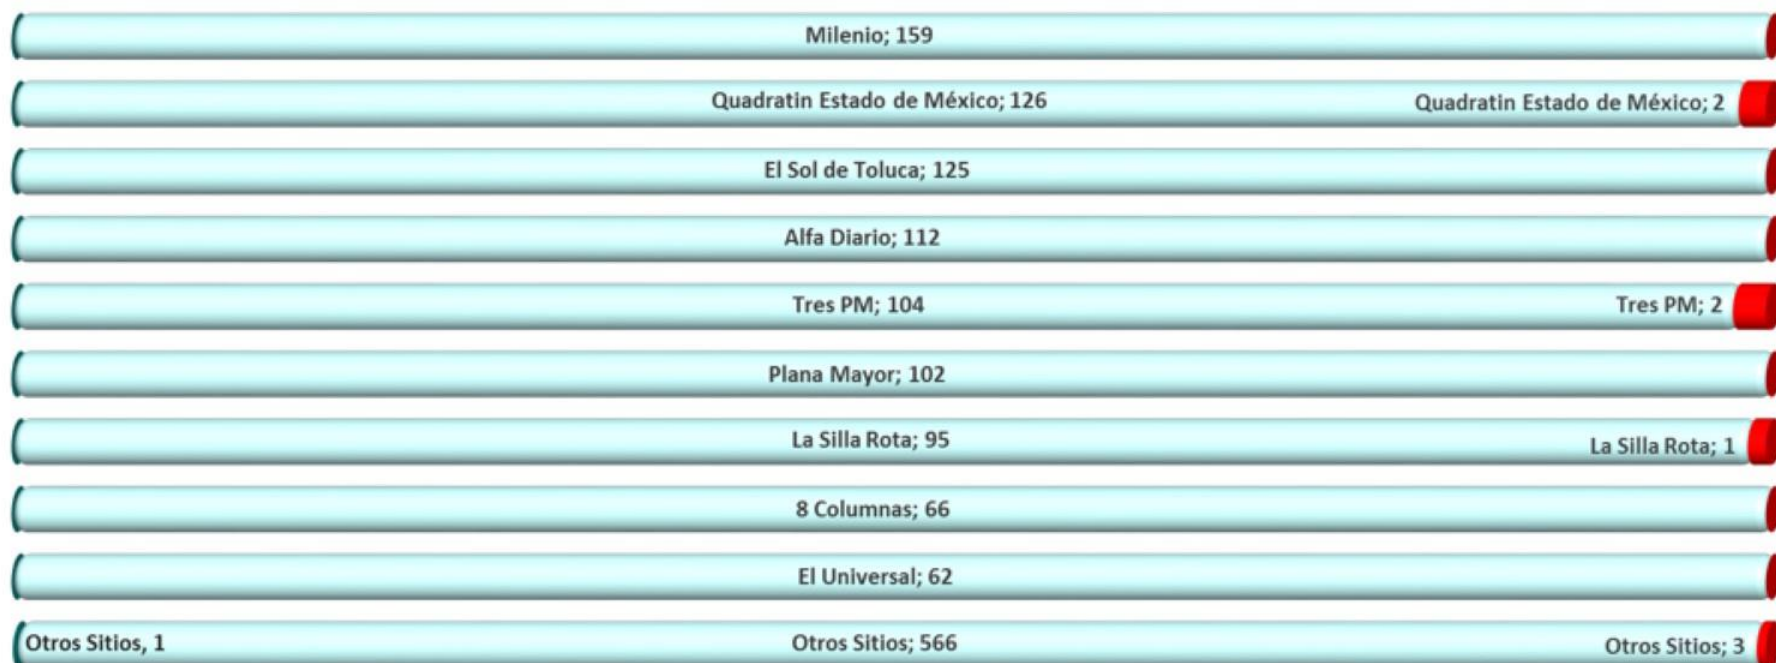 Milenio; 159
Quadratin Estado de México; 126 Quadratin Estado de México; 2
El Sol de Toluca; 125
Alfa Diario; 112
Tres PM; 104 Tres PM; 2
Plana Mayor; 102
La Silla Rota; 95 La Silla Rota; 1
8 Columnas; 66
El Universal; 62
Otros Sitios, 1 Otros Sitios; 566 Otros Sitios; 3